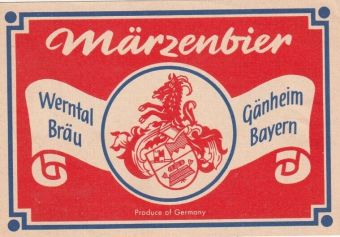 Märzenbier
Werntal
Bräu
Gänheim
Bayern
Produce of Germany